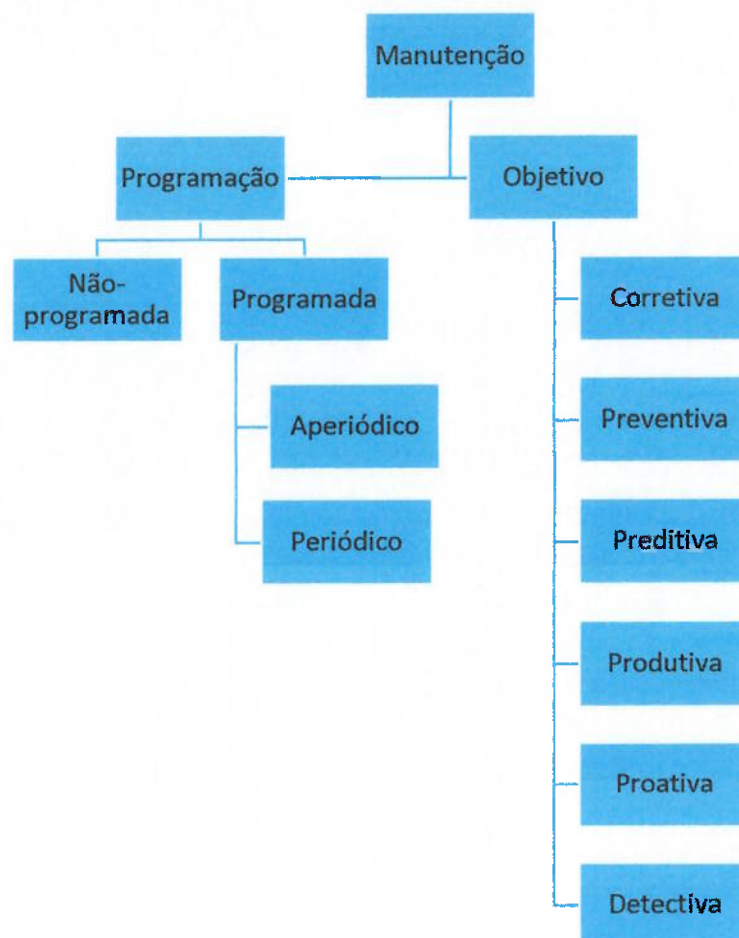 Manutenção
Programação
Objetivo
Não-
programada
Programada
Aperiódico
Periódico
Corretiva
Preventiva
Preditiva
Produtiva
Proativa
Detectiva